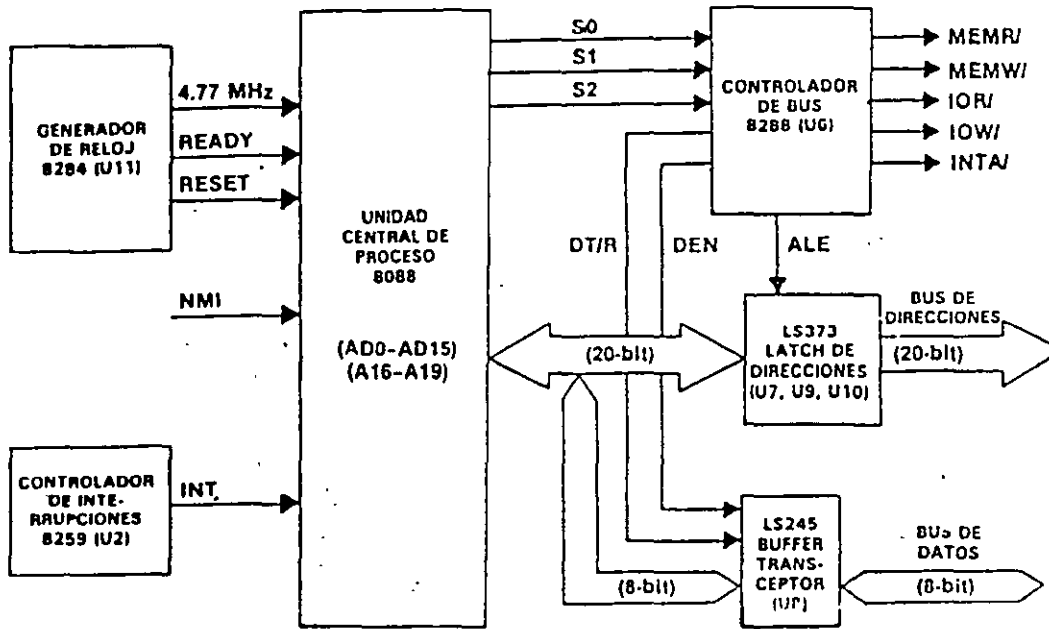 GENERADOR
DE RELOJ
8284 (U11)
4.77 MHz
READY
RESET
NMI
CONTROLADOR
DE INTE-
RRUPCIONES
8259 (U2)
INT
UNIDAD
CENTRAL DE
PROCESO
8088
(AD0-AD15)
(A16-A19)
S0
S1
S2
CONTROLADOR
DE BUS
8288 (U6)
MEMR/
MEMW/
IOR/
IOW/
INTA/
DT/R
DEN
ALE
(20-bit)
LS373
LATCH DE
DIRECCIONES
(U7, U9, U10)
BUS DE
DIRECCIONES
(20-bit)
(8-bit)
LS245
BUFFER
TRANS-
CEPTOR
BUS DE
DATOS
(8-bit)